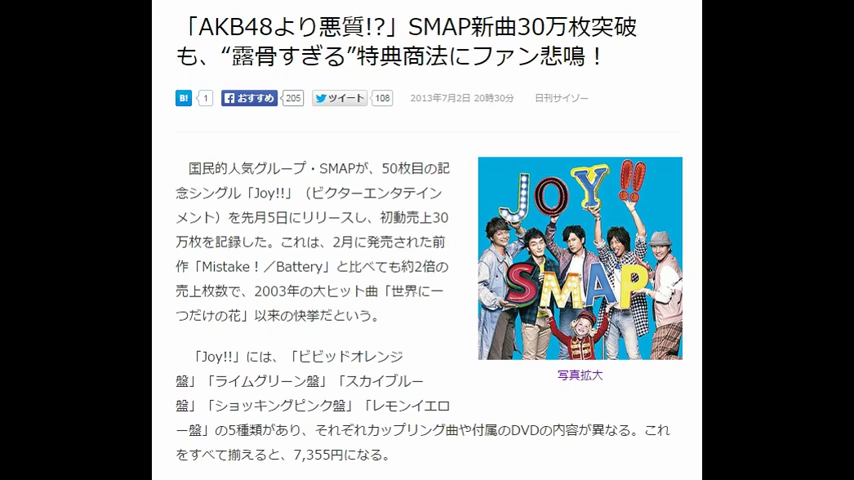 「AKB48より悪質!?」SMAP新曲30万枚突破
も、“露骨すぎる”特典商法にファン悲鳴！
B! 1 おすすめ 205 ツイート 108 2013年7月2日 20時30分 日刊サイゾー
国民的人気グループ・SMAPが、50枚目の記
念シングル「Joy!!」（ビクターエンタテイン
メント）を先月5日にリリースし、初動売上30
万枚を記録した。これは、2月に発売された前
作「Mistake！／Battery」と比べても約2倍の
売上枚数で、2003年の大ヒット曲「世界に一
つだけの花」以来の快挙だという。
JOY!!
SMAP
写真拡大
「Joy!!」には、「ビビッドオレンジ
盤」「ライムグリーン盤」「スカイブルー
盤」「ショッキングピンク盤」「レモンイエロ
ー盤」の5種類があり、それぞれカップリング曲や付属のDVDの内容が異なる。これ
をすべて揃えると、7,355円になる。